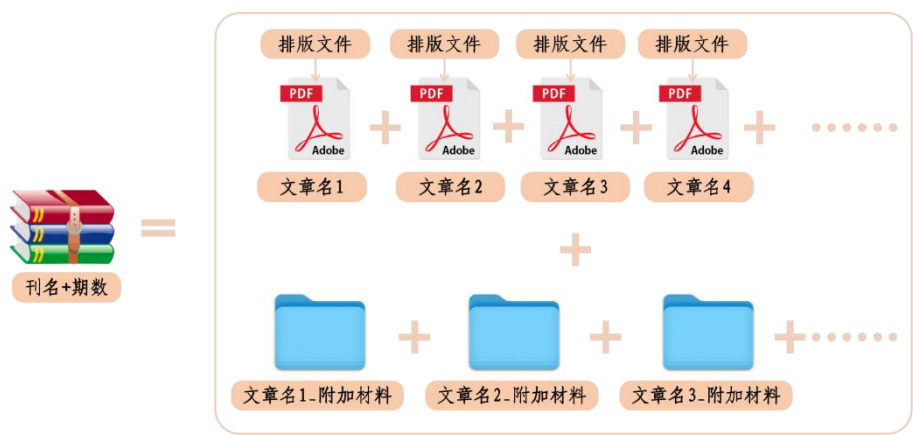 排版文件 排版文件 排版文件 排版文件
PDF PDF PDF PDF
Adobe Adobe Adobe Adobe
文章名1 文章名2 文章名3 文章名4
刊名+期数
文章名1_附加材料 文章名2_附加材料 文章名3_附加材料